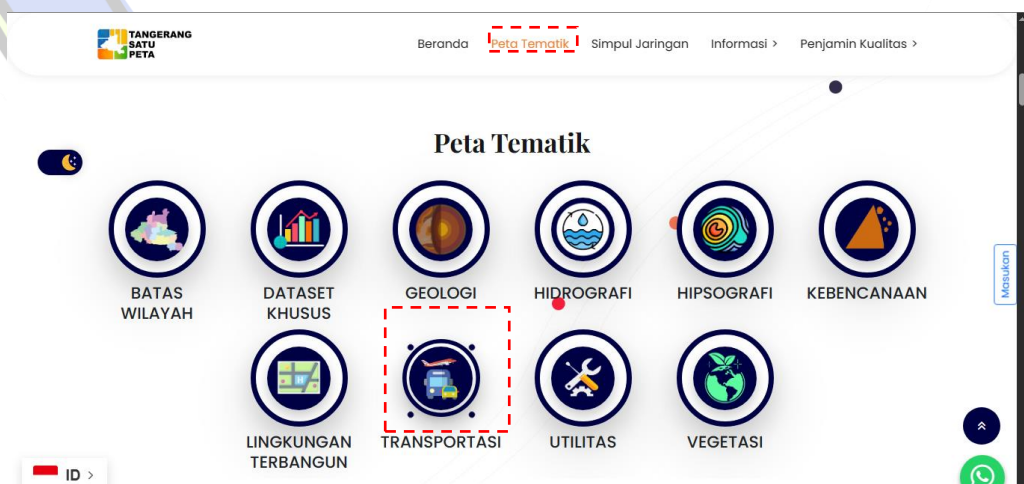 TANGERANG
SATU
PETA
Beranda Peta Tematik Simpul Jaringan Informasi > Penjamin Kualitas >
Peta Tematik
BATAS
WILAYAH
DATASET
KHUSUS
GEOLOGI
HIDROGRAFI
HIPSOGRAFI
KEBENCANAAN
Masukan
H
LINGKUNGAN
TERBANGUN
TRANSPORTASI
UTILITAS
VEGETASI
ID >